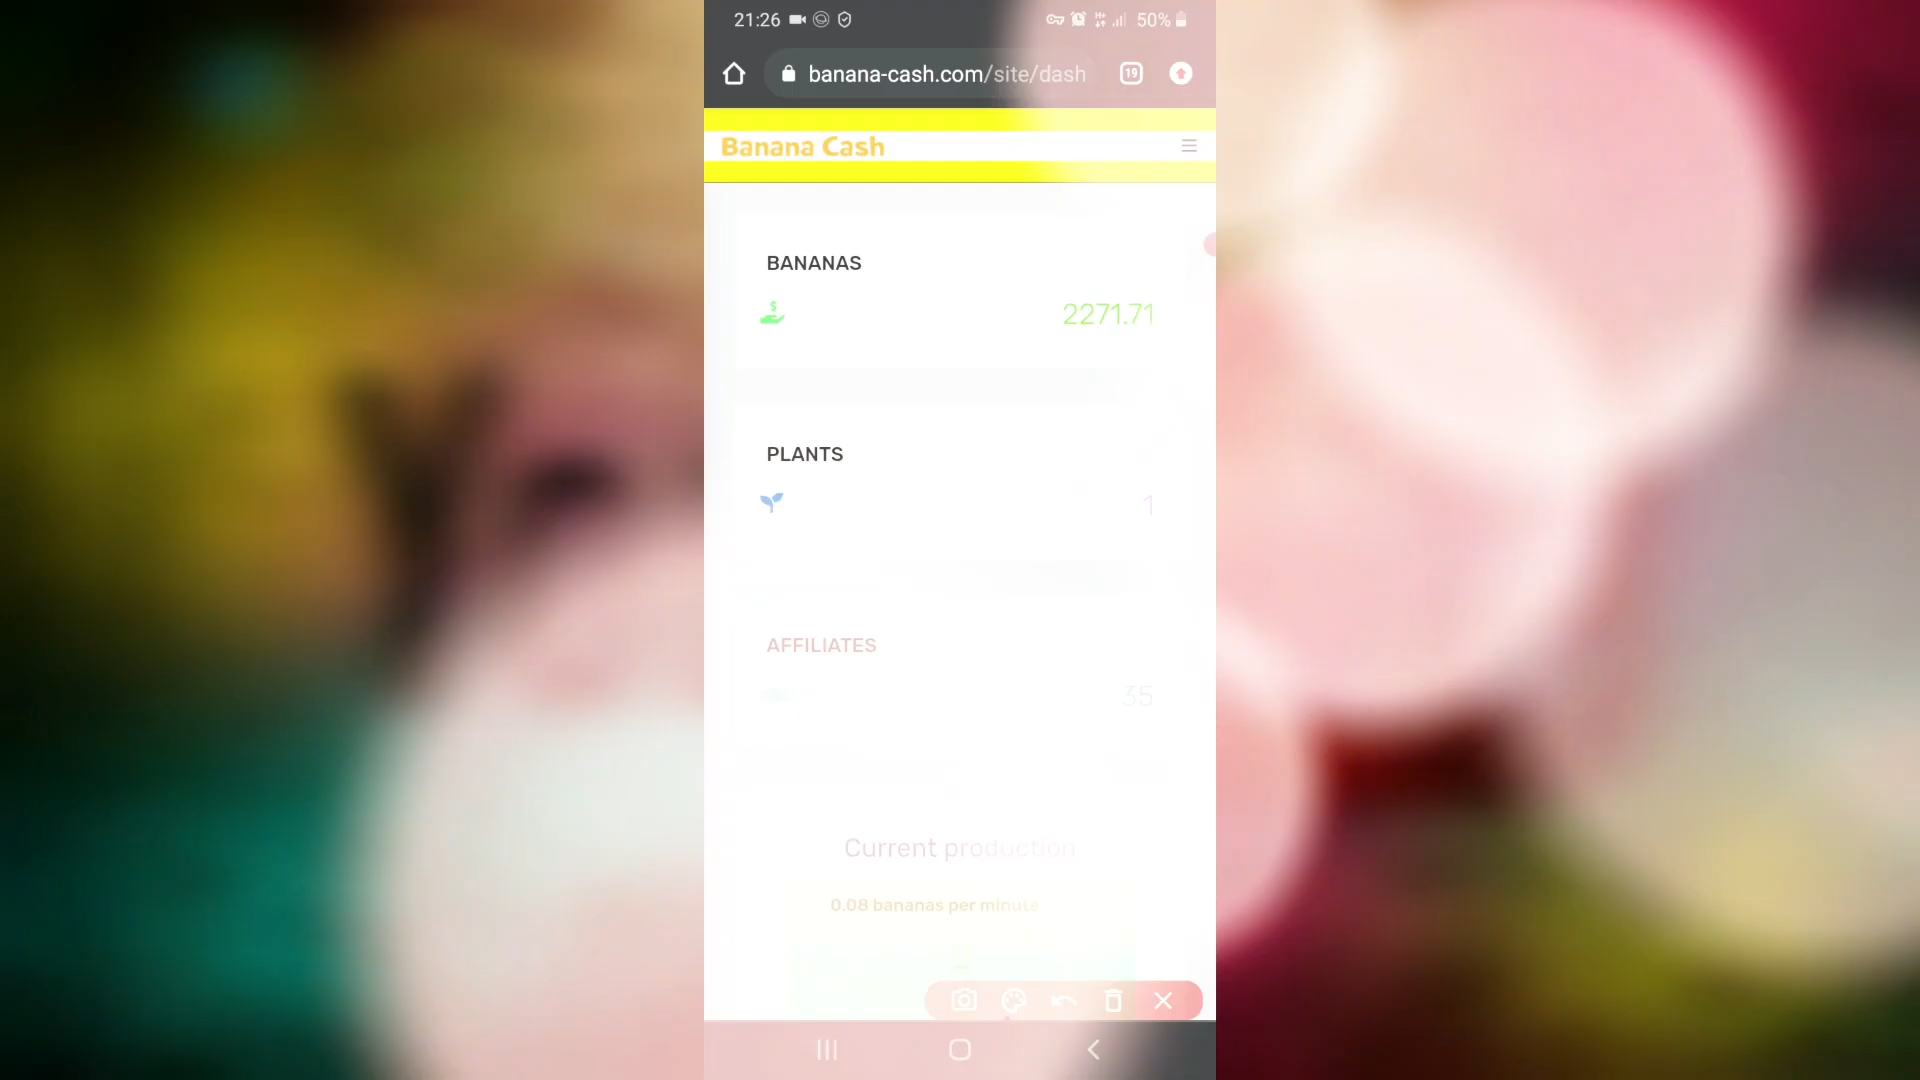 21:26
50%
banana-cash.com/site/dash
19
Banana Cash
BANANAS
2271.71
PLANTS
1
AFFILIATES
35
Current production
0.08 bananas per minute